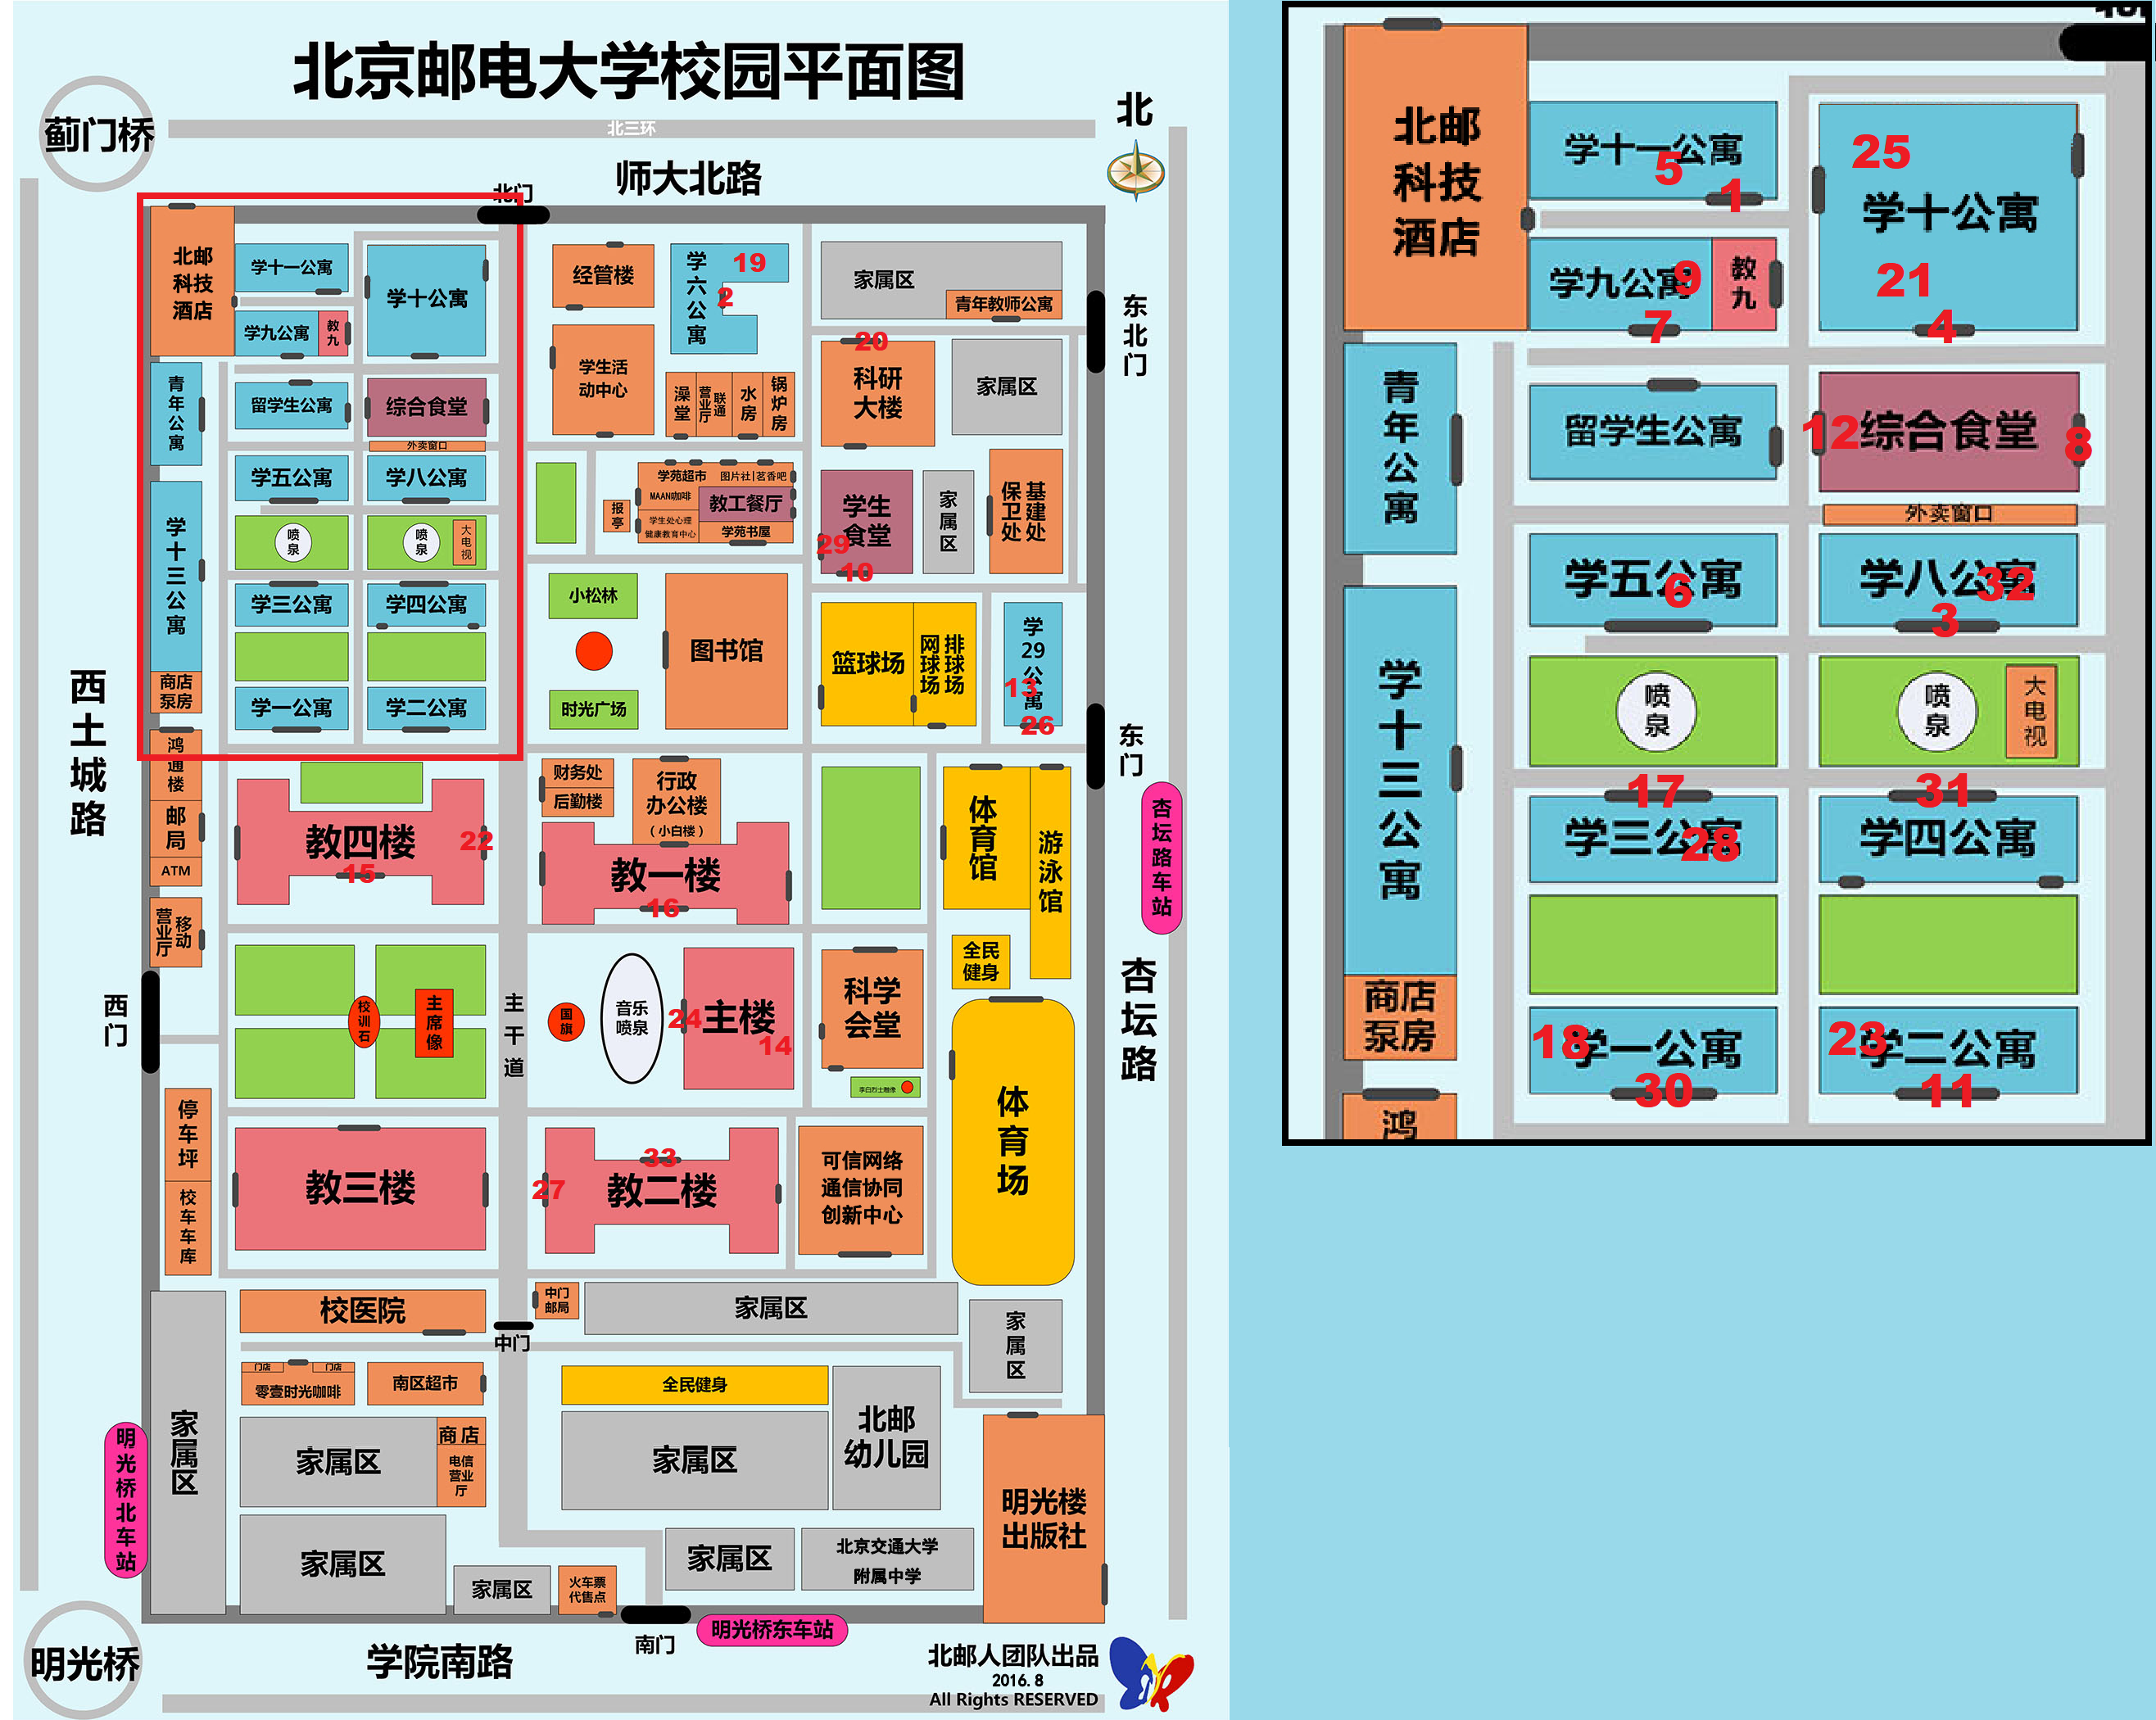 北京邮电大学校园平面图
北
蓟门桥
北三环
师大北路
北门
北邮
科技
酒店
学十一公寓
学十公寓
学九公寓
教九
青年公寓
留学生公寓
综合食堂
外卖窗口
学五公寓
学八公寓
学十三公寓
喷泉
喷泉
大电视
学三公寓
学四公寓
商店
泵房
学一公寓
学二公寓
经管楼
学六公寓
19
2
家属区
青年教师公寓
东北门
学生活
动中心
20
科研
大楼
家属区
澡堂
营业厅
联通
水房
锅炉房
学苑超市
图片社|茗香吧
MAAN咖啡
教工餐厅
报亭
学生处心理
健康教育中心
学苑书屋
学生
食堂
29
10
家属区
保卫处
基建处
小松林
图书馆
时光广场
篮球场
网球场
排球场
学29公寓
13
26
东门
西土城路
鸿通楼
邮局
ATM
营业厅
移动
教四楼
22
15
财务处
后勤楼
行政
办公楼
(小白楼)
教一楼
16
体育馆
游泳馆
杏坛路车站
全民
健身
西门
校训石
主席像
主干道
国旗
音乐
喷泉
24
主楼
14
科学
会堂
李白烈士雕像
杏坛路
体育场
停车坪
校车车库
教三楼
33
27
教二楼
可信网络
通信协同
创新中心
校医院
中门
中门
邮局
家属区
家属区
门店
门店
零壹时光咖啡
南区超市
全民健身
家属区
家属区
商店
电信
营业
厅
家属区
北邮
幼儿园
明光桥北车站
家属区
家属区
火车票
代售点
家属区
北京交通大学
附属中学
明光楼
出版社
南门
明光桥东车站
明光桥
学院南路
北邮人团队出品
2016.8
All Rights RESERVED
北邮
科技
酒店
学十一公寓
5
1
25
学十公寓
21
4
学九公寓
9
7
教九
青年公寓
留学生公寓
12
综合食堂
8
外卖窗口
学五公寓
6
学八公寓
32
3
学十三公寓
喷泉
喷泉
大电视
17
31
学三公寓
28
学四公寓
商店
泵房
18
学一公寓
30
23
学二公寓
11
鸿